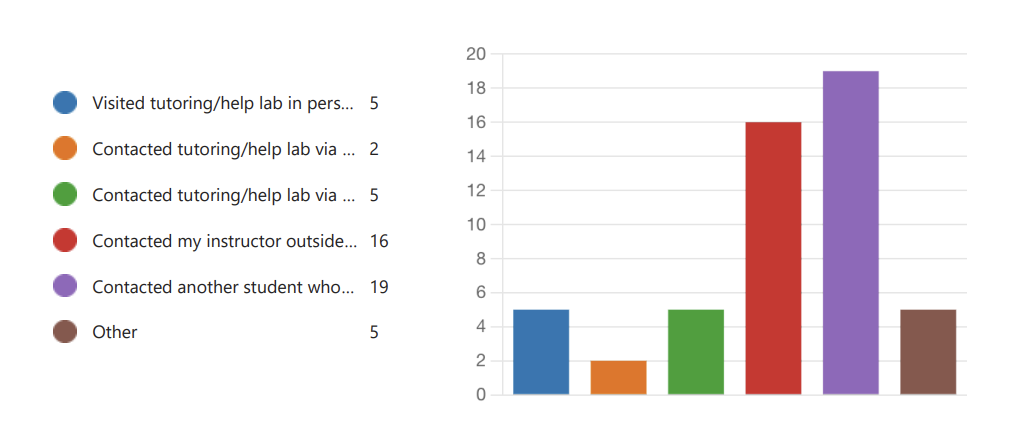 Visited tutoring/help lab in pers... 5
Contacted tutoring/help lab via ... 2
Contacted tutoring/help lab via ... 5
Contacted my instructor outside... 16
Contacted another student who... 19
Other 5
20
18
16
14
12
10
8
6
4
2
0